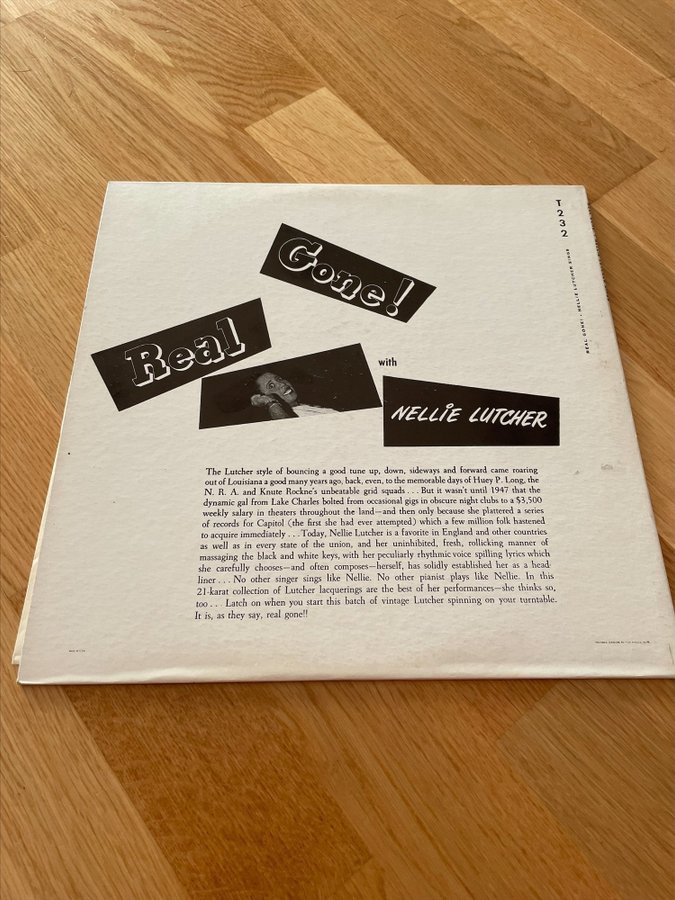 T232
REAL GONE! • NELLIE LUTCHER SINGS
Gone!
Real
with
NELLIE LUTCHER
The Lutcher style of bouncing a good tune up, down, sideways and forward came roaring
out of Louisiana a good many years ago, back, even, to the memorable days of Huey P. Long, the
N. R. A. and Knute Rockne's unbeatable grid squads . . . But it wasn't until 1947 that the
dynamic gal from Lake Charles bolted from occasional gigs in obscure night clubs to a $3,500
weekly salary in theaters throughout the land—and then only because she plattered a series
of records for Capitol (the first she had ever attempted) which a few million folk hastened
to acquire immediately . . . Today, Nellie Lutcher is a favorite in England and other countries
as well as in every state of the union, and her uninhibited, fresh, rollicking manner of
massaging the black and white keys, with her peculiarly rhythmic voice spilling lyrics which
she carefully chooses—and often composes—herself, has solidly established her as a head
liner . . . No other singer sings like Nellie. No other pianist plays like Nellie. In this
21-karat collection of Lutcher lacquerings are the best of her performances—she thinks so,
too . . . Latch on when you start this batch of vintage Lutcher spinning on your turntable.
It is, as they say, real gone!!